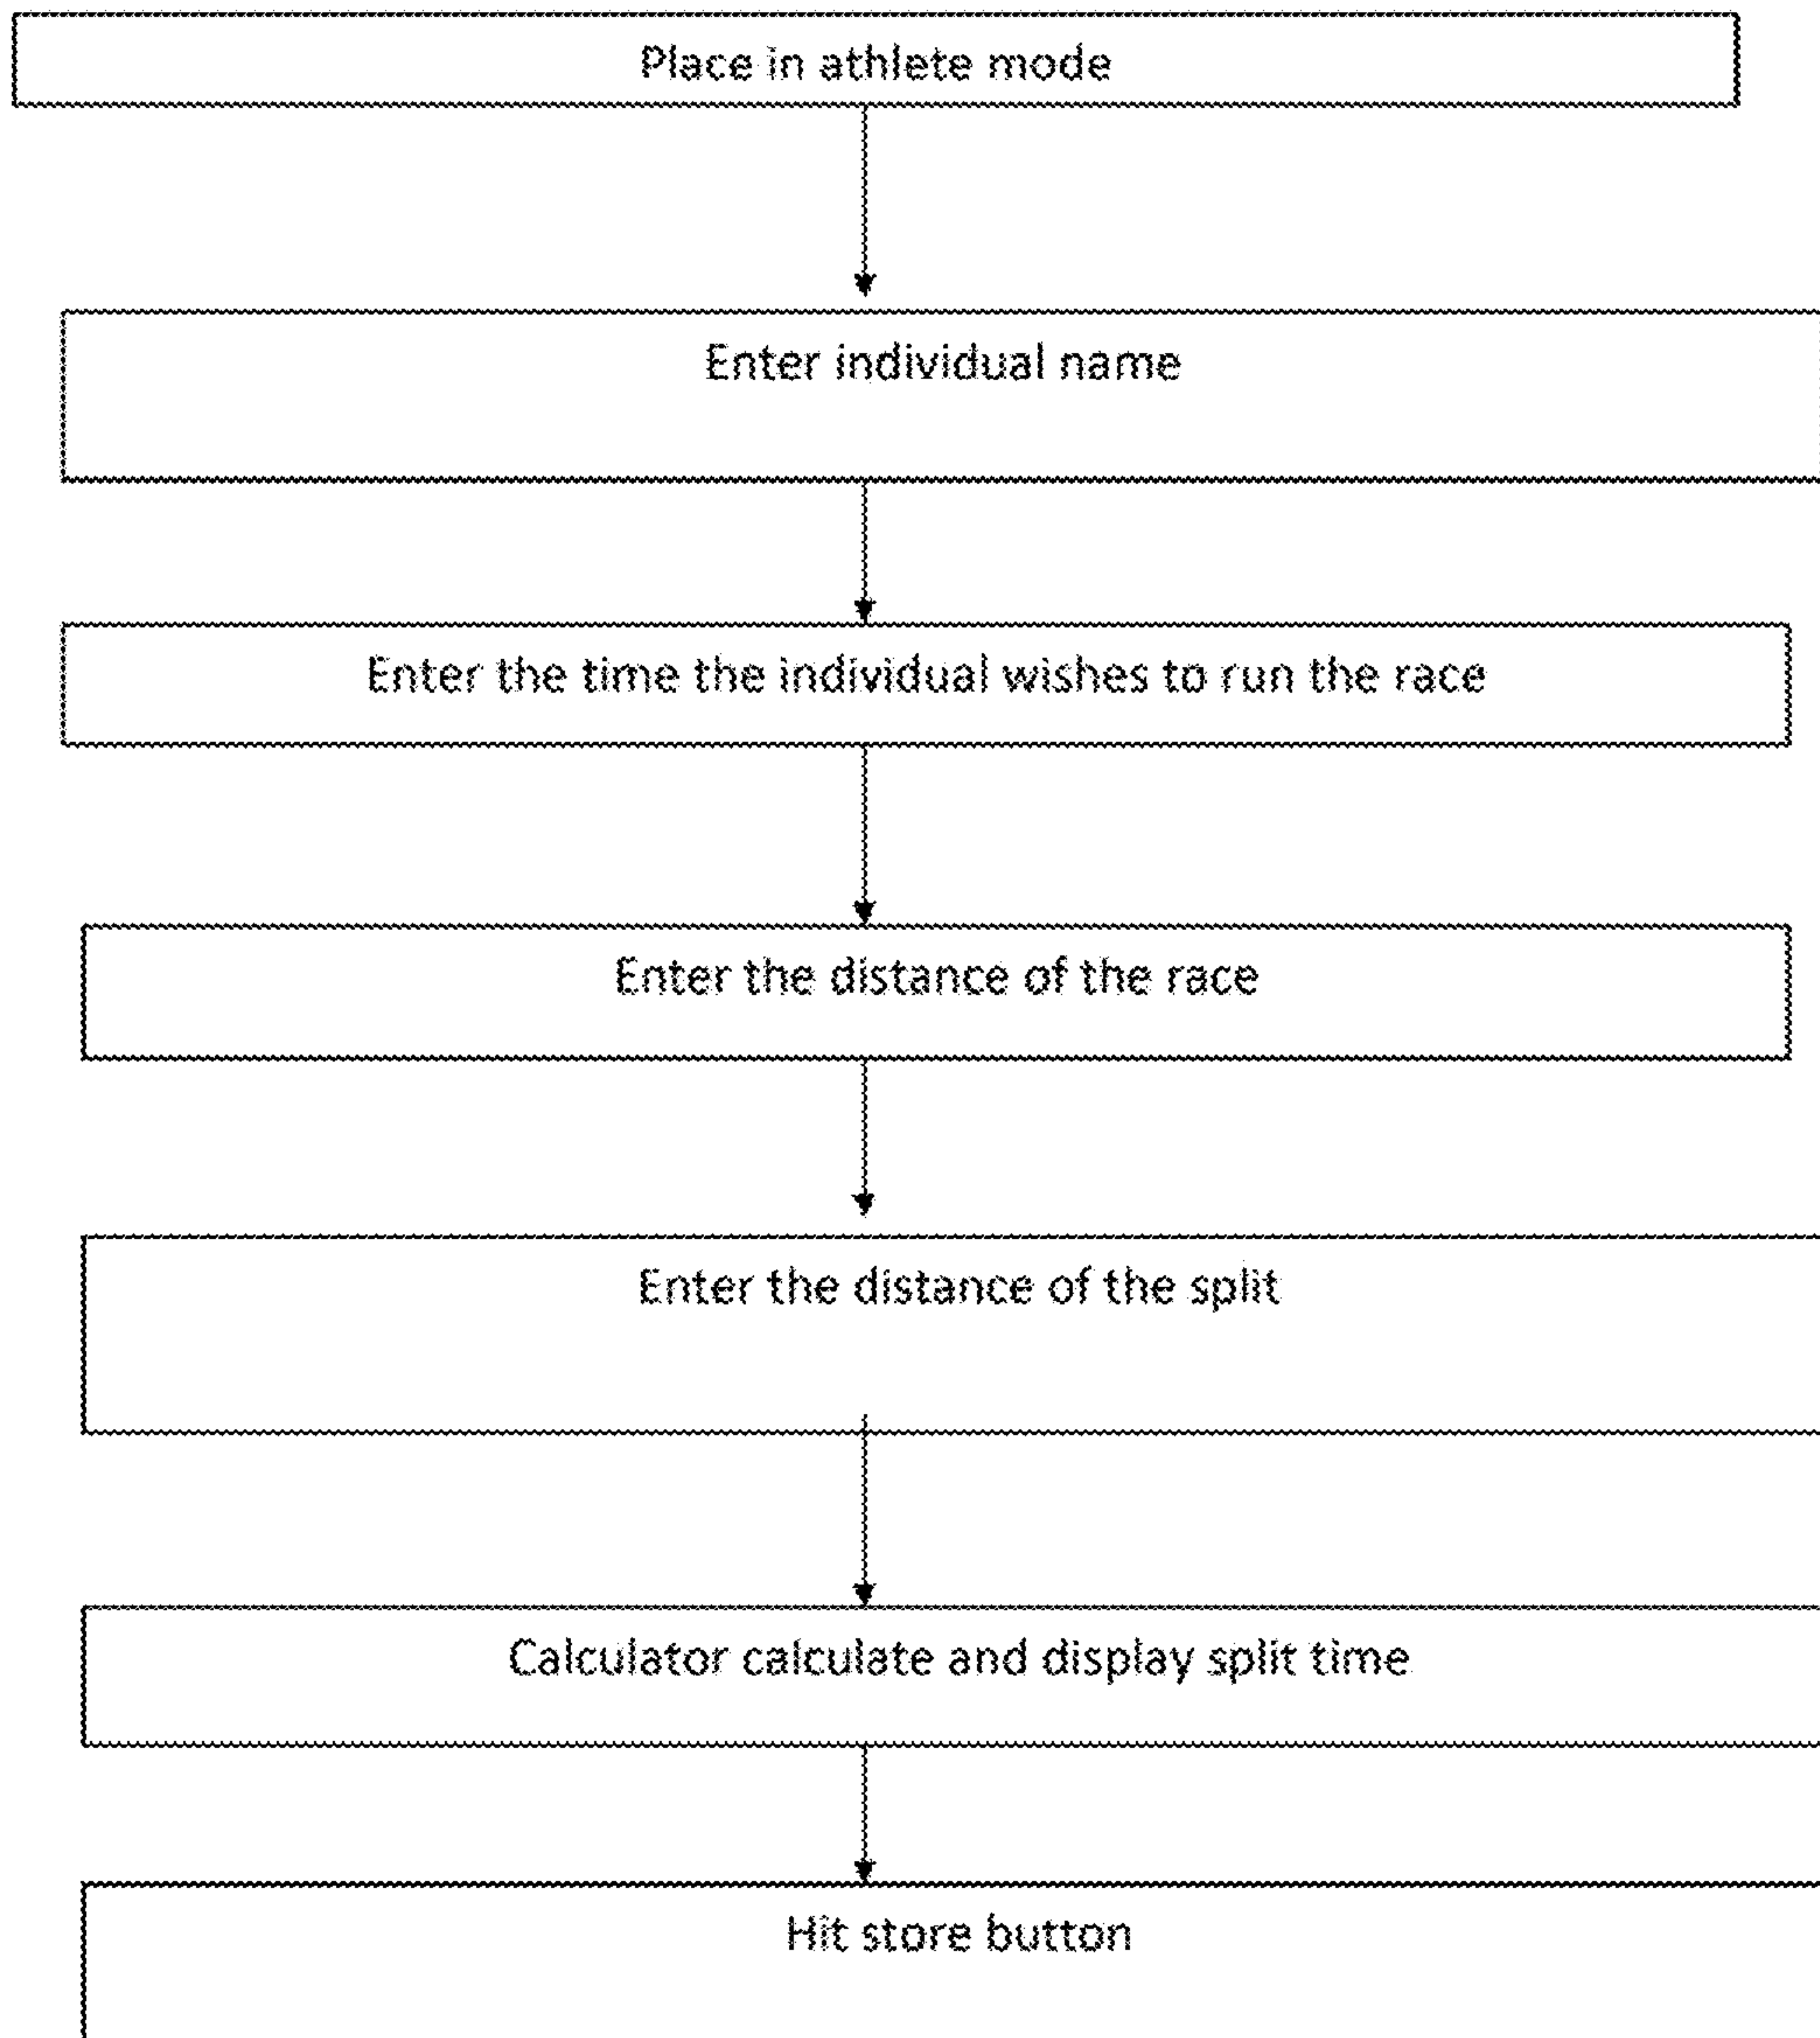 Place in athlete mode
Enter individual name
Enter the time the individual wishes to run the race
Enter the distance of the race
Enter the distance of the split
Calculator calculate and display split time
Hit store button